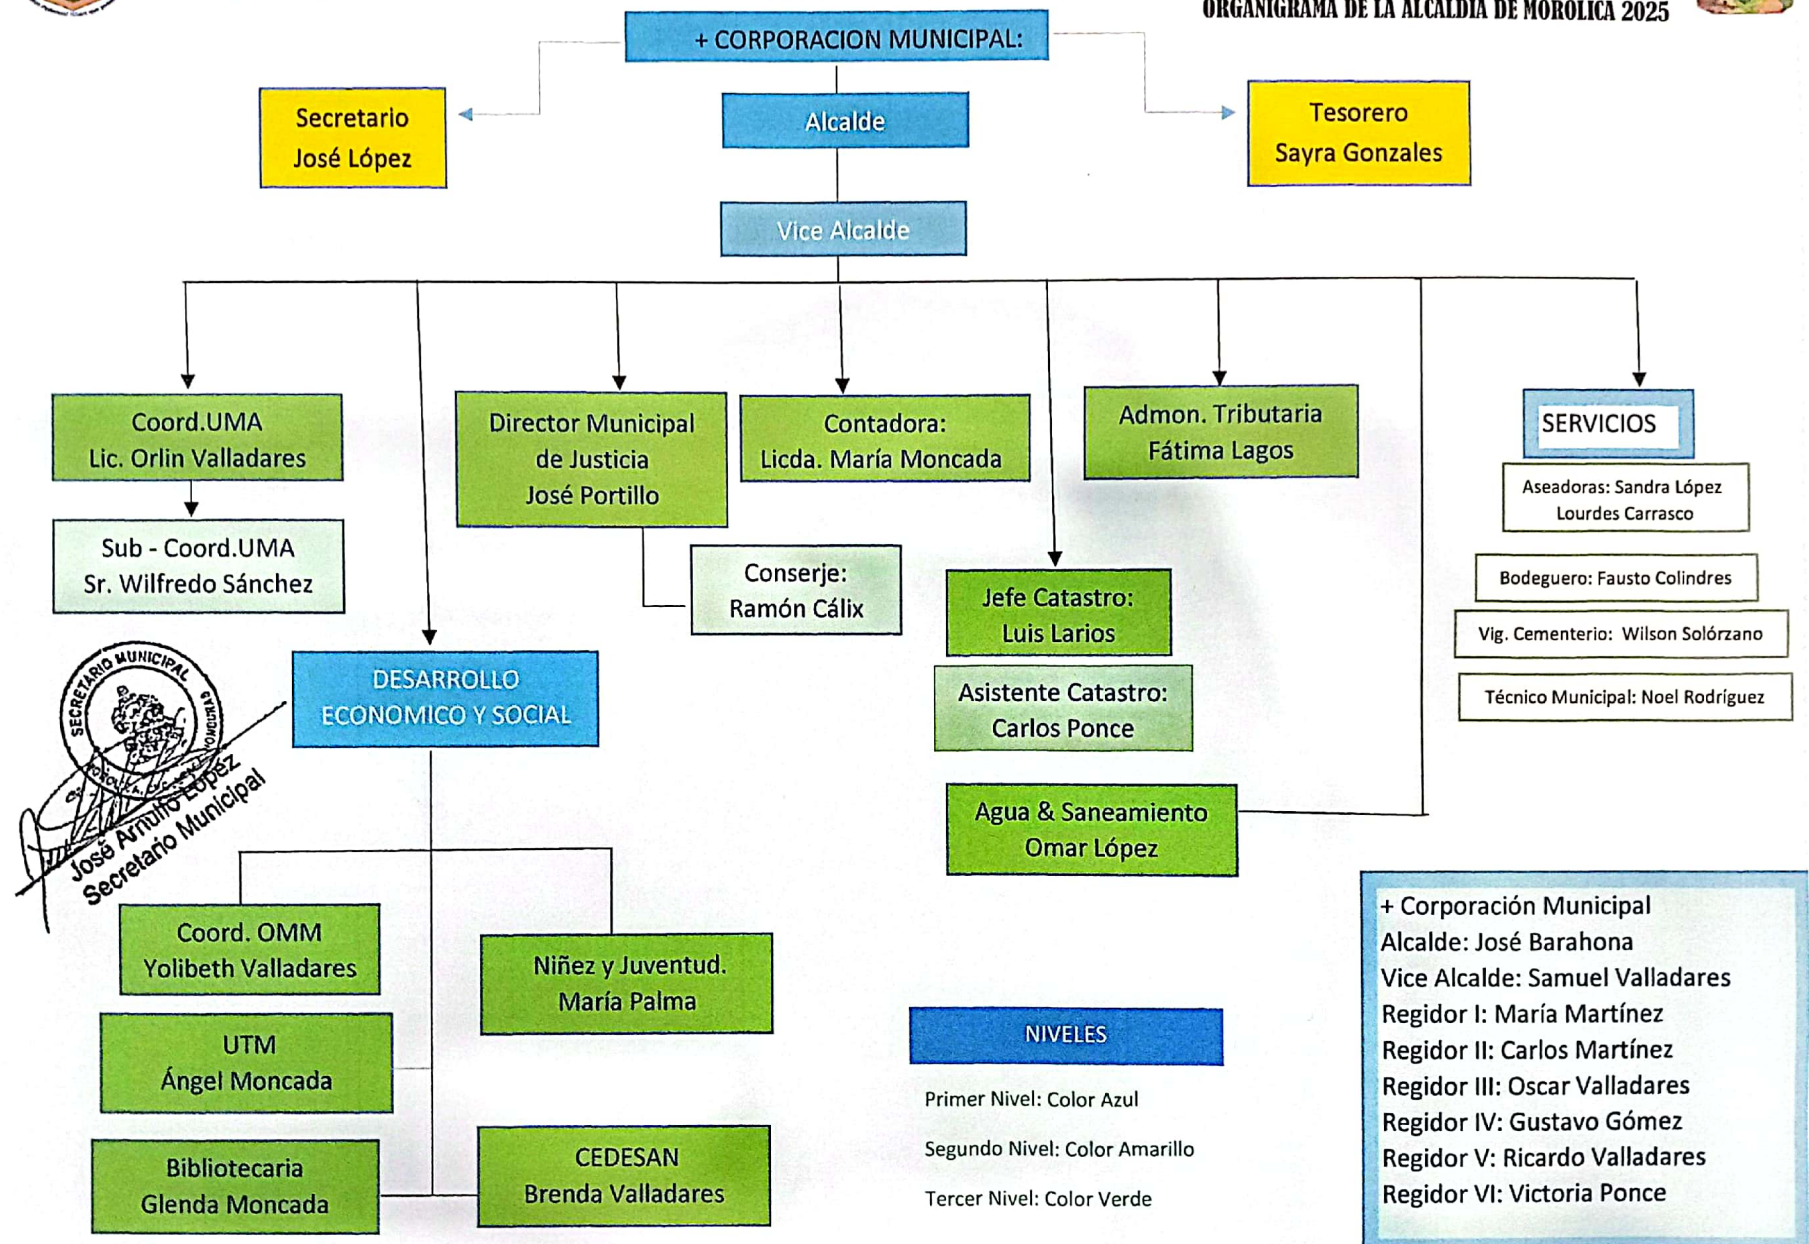 ORGANIGRAMA DE LA ALCALDIA DE MOROLICA 2025
+ CORPORACION MUNICIPAL:
Secretario
José López
Alcalde
Tesorero
Sayra Gonzales
Vice Alcalde
Coord.UMA
Lic. Orlin Valladares
Sub - Coord.UMA
Sr. Wilfredo Sánchez
Director Municipal
de Justicia
José Portillo
Conserje:
Ramón Cálix
Contadora:
Licda. María Moncada
Admon. Tributaria
Fátima Lagos
Jefe Catastro:
Luis Larios
Asistente Catastro:
Carlos Ponce
Agua & Saneamiento
Omar López
SERVICIOS
Aseadoras: Sandra López
Lourdes Carrasco
Bodeguero: Fausto Colindres
Vig. Cementerio: Wilson Solórzano
Técnico Municipal: Noel Rodríguez
DESARROLLO
ECONOMICO Y SOCIAL
SECRETARIO MUNICIPAL
José Arnulfo López
Secretario Municipal
Coord. OMM
Yolibeth Valladares
Niñez y Juventud.
María Palma
UTM
Ángel Moncada
Bibliotecaria
Glenda Moncada
CEDESAN
Brenda Valladares
NIVELES
Primer Nivel: Color Azul
Segundo Nivel: Color Amarillo
Tercer Nivel: Color Verde
+ Corporación Municipal
Alcalde: José Barahona
Vice Alcalde: Samuel Valladares
Regidor I: María Martínez
Regidor II: Carlos Martínez
Regidor III: Oscar Valladares
Regidor IV: Gustavo Gómez
Regidor V: Ricardo Valladares
Regidor VI: Victoria Ponce